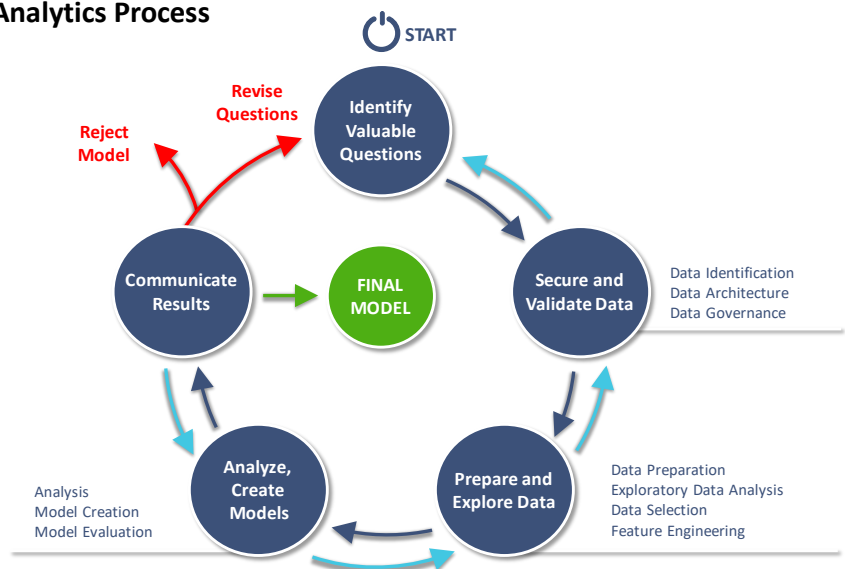 Analytics Process
START
Identify
Valuable
Questions
Revise
Questions
Reject
Model
Communicate
Results
FINAL
MODEL
Secure and
Validate Data
Data Identification
Data Architecture
Data Governance
Analyze,
Create
Models
Prepare and
Explore Data
Data Preparation
Exploratory Data Analysis
Data Selection
Feature Engineering
Analysis
Model Creation
Model Evaluation